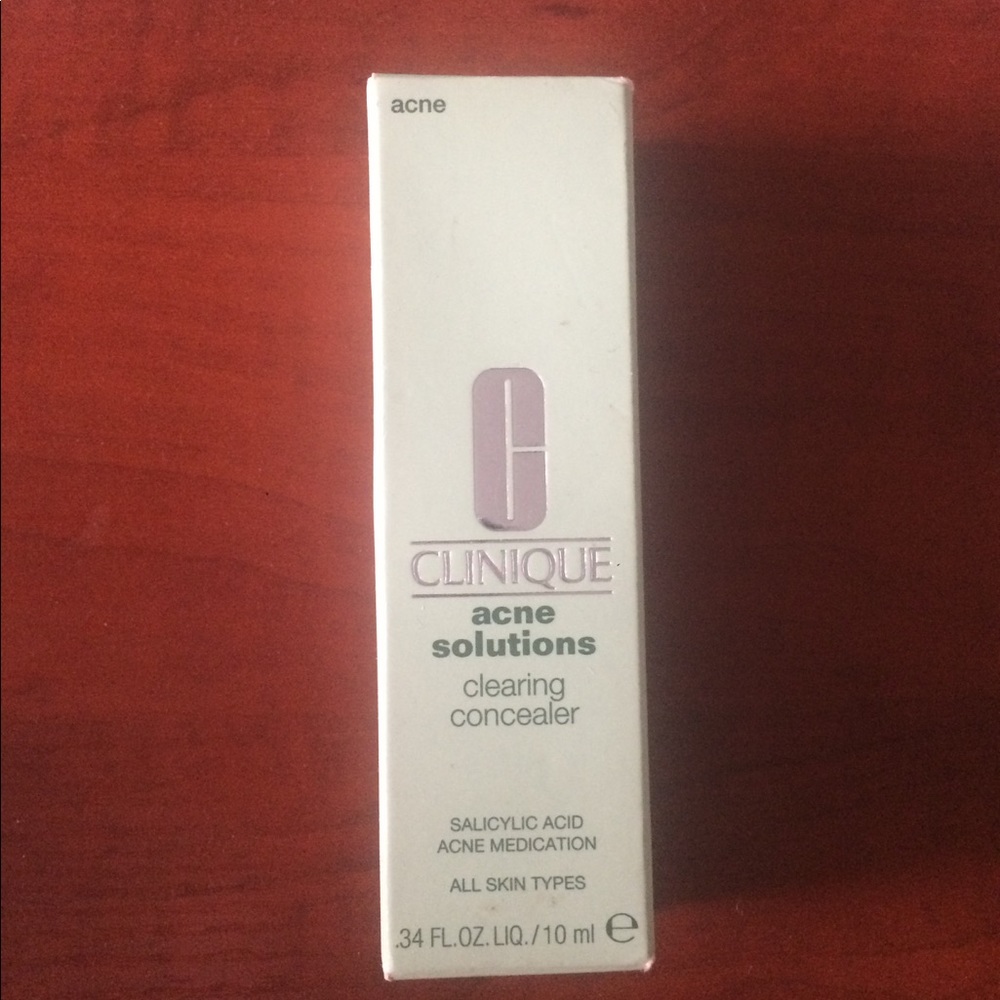 acne
CLINIQUE
acne
solutions
clearing
concealer
SALICYLIC ACID
ACNE MEDICATION
ALL SKIN TYPES
.34 FL.OZ.LIQ./10 ml ℮